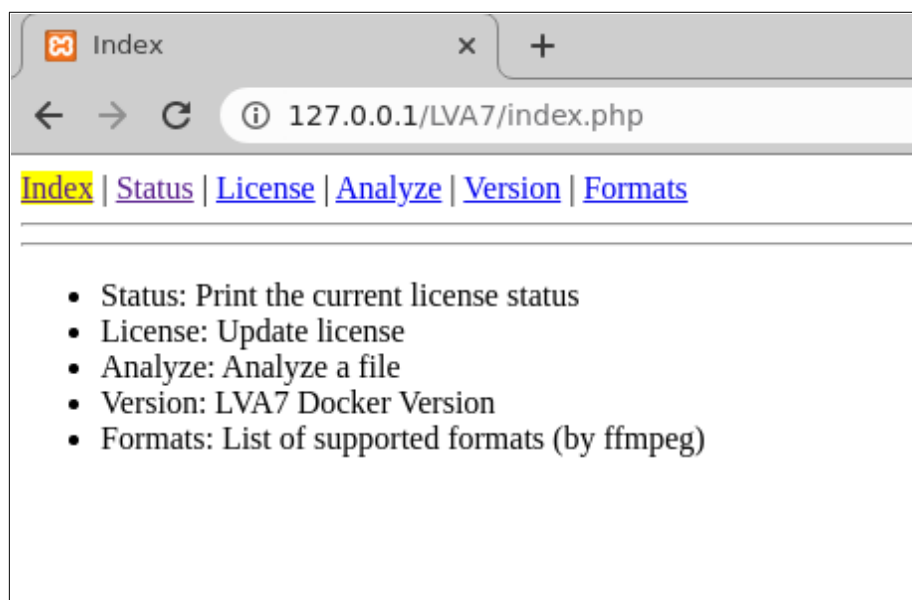 Index
127.0.0.1/LVA7/index.php
Index | Status | License | Analyze | Version | Formats
Status: Print the current license status
License: Update license
Analyze: Analyze a file
Version: LVA7 Docker Version
Formats: List of supported formats (by ffmpeg)